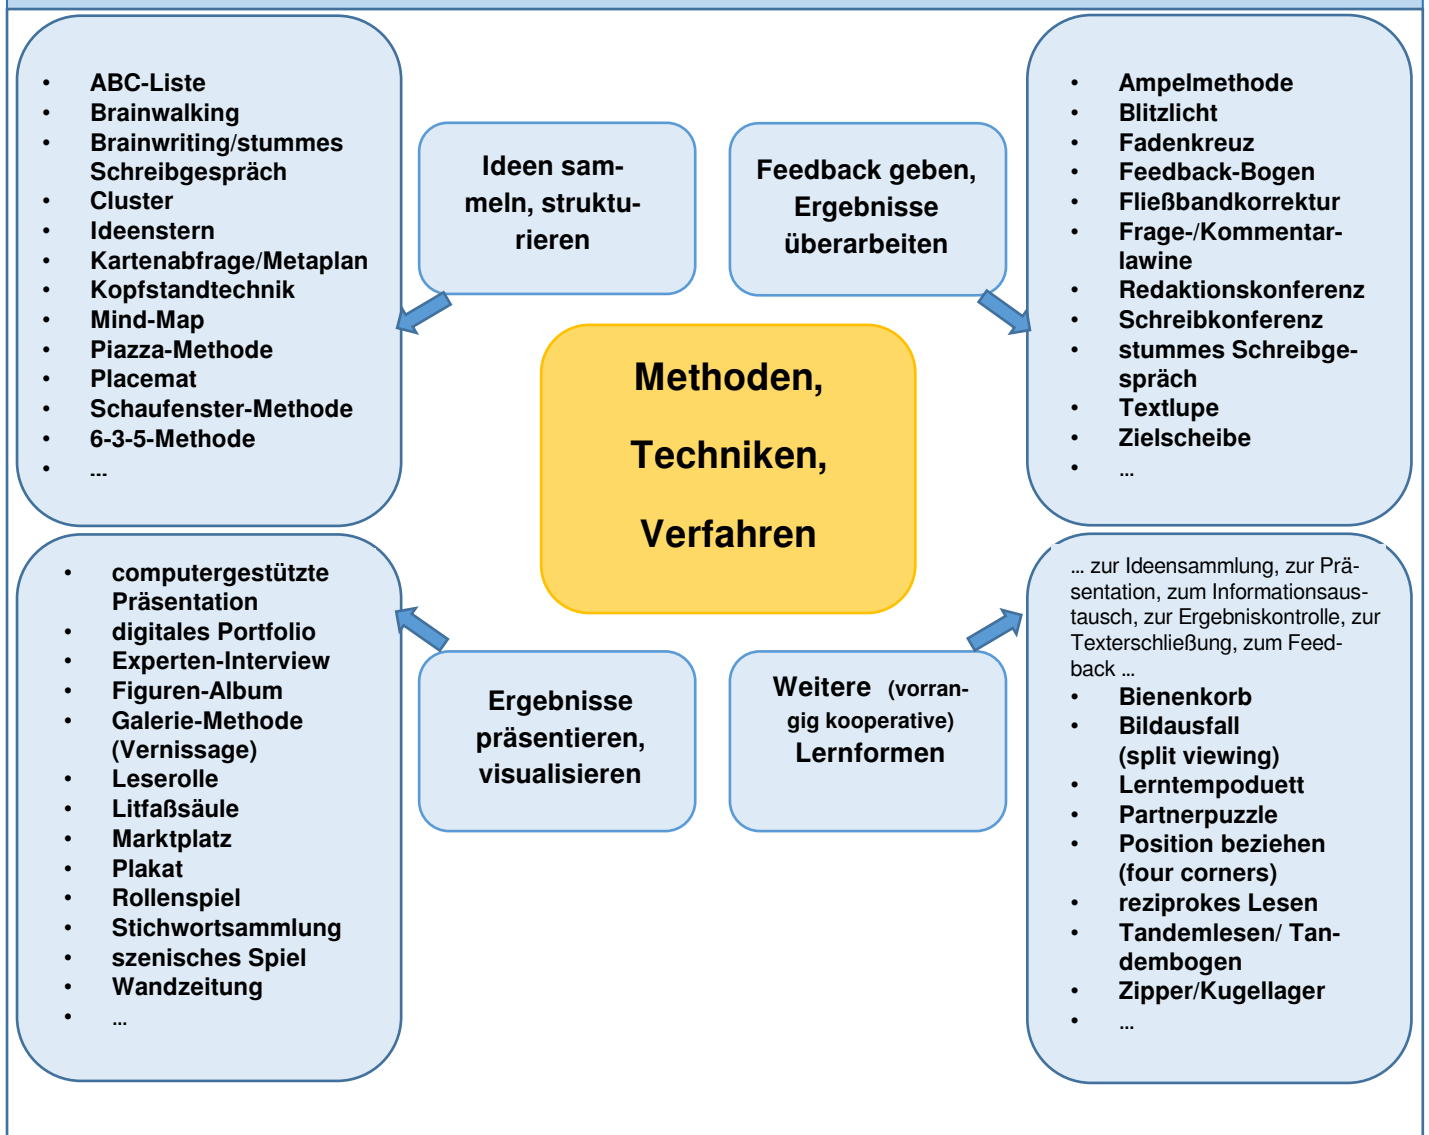 • ABC-Liste
• Brainwalking
• Brainwriting/stummes
Schreibgespräch
• Cluster
• Ideenstern
• Kartenabfrage/Metaplan
• Kopfstandtechnik
• Mind-Map
• Piazza-Methode
• Placemat
• Schaufenster-Methode
• 6-3-5-Methode
• ...
Ideen sam-
meln, struktu-
rieren
Feedback geben,
Ergebnisse
überarbeiten
• Ampelmethode
• Blitzlicht
• Fadenkreuz
• Feedback-Bogen
• Fließbandkorrektur
• Frage-/Kommentar-
lawine
• Redaktionskonferenz
• Schreibkonferenz
• stummes Schreibge-
spräch
• Textlupe
• Zielscheibe
• ...
Methoden,
Techniken,
Verfahren
• computergestützte
Präsentation
• digitales Portfolio
• Experten-Interview
• Figuren-Album
• Galerie-Methode
(Vernissage)
• Leserolle
• Litfaßsäule
• Marktplatz
• Plakat
• Rollenspiel
• Stichwortsammlung
• szenisches Spiel
• Wandzeitung
• ...
Ergebnisse
präsentieren,
visualisieren
Weitere (vorran-
gig kooperative)
Lernformen
... zur Ideensammlung, zur Prä-
sentation, zum Informationsaus-
tausch, zur Ergebniskontrolle, zur
Texterschließung, zum Feed-
back ...
• Bienenkorb
• Bildausfall
(split viewing)
• Lerntempoduett
• Partnerpuzzle
• Position beziehen
(four corners)
• reziprokes Lesen
• Tandemlesen/ Tan-
dembogen
• Zipper/Kugellager
• ...